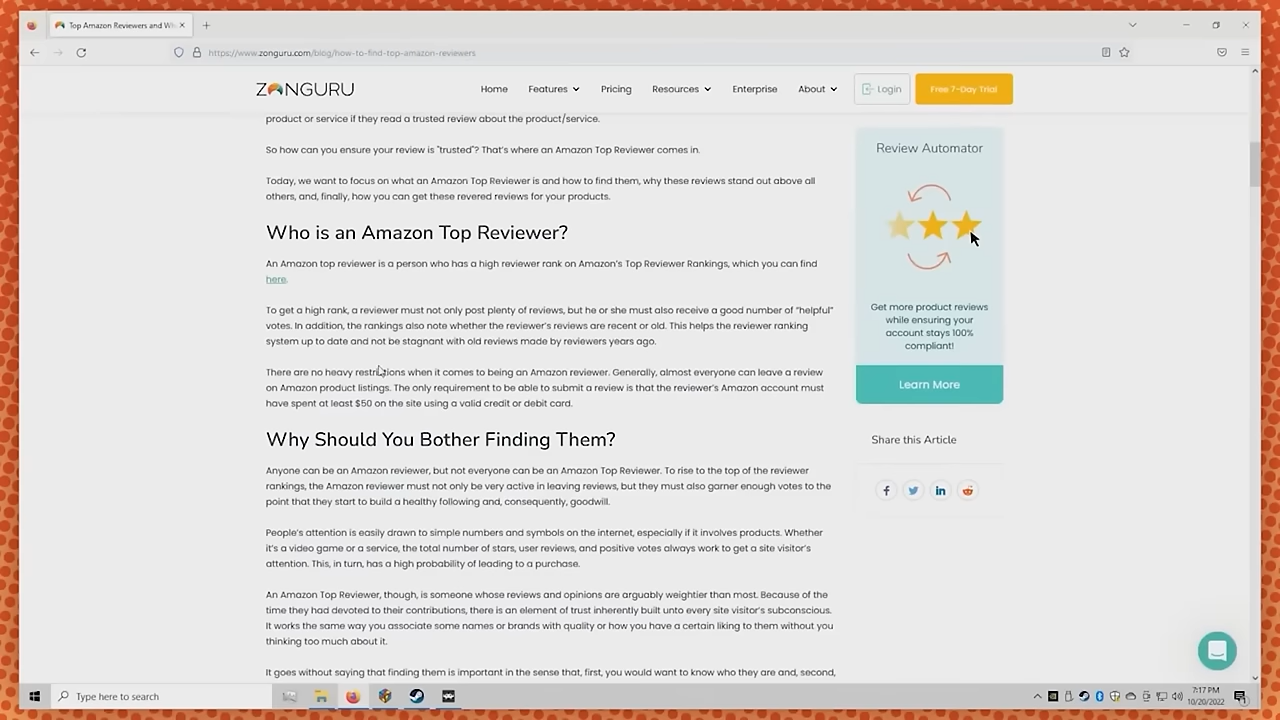 Top Amazon Reviewers and Wh
https://www.zonguru.com/blog/how-to-find-top-amazon-reviewers
ZONGURU
Home
Features
Pricing
Resources
Enterprise
About
Login
Free 7-Day Trial
product or service if they read a trusted review about the product/service.
So how can you ensure your review is "trusted"? That's where an Amazon Top Reviewer comes in.
Today, we want to focus on what an Amazon Top Reviewer is and how to find them, why these reviews stand out above all
others, and, finally, how you can get these revered reviews for your products.
Who is an Amazon Top Reviewer?
An Amazon top reviewer is a person who has a high reviewer rank on Amazon's Top Reviewer Rankings, which you can find
here.
To get a high rank, a reviewer must not only post plenty of reviews, but he or she must also receive a good number of "helpful"
votes. In addition, the rankings also note whether the reviewer's reviews are recent or old. This helps the reviewer ranking
system up to date and not be stagnant with old reviews made by reviewers years ago.
There are no heavy restrictions when it comes to being an Amazon reviewer. Generally, almost everyone can leave a review
on Amazon product listings. The only requirement to be able to submit a review is that the reviewer's Amazon account must
have spent at least $50 on the site using a valid credit or debit card.
Why Should You Bother Finding Them?
Anyone can be an Amazon reviewer, but not everyone can be an Amazon Top Reviewer. To rise to the top of the reviewer
rankings, the Amazon reviewer must not only be very active in leaving reviews, but they must also garner enough votes to the
point that they start to build a healthy following and, consequently, goodwill.
People's attention is easily drawn to simple numbers and symbols on the internet, especially if it involves products. Whether
it's a video game or a service, the total number of stars, user reviews, and positive votes always work to get a site visitor's
attention. This, in turn, has a high probability of leading to a purchase.
An Amazon Top Reviewer, though, is someone whose reviews and opinions are arguably weightier than most. Because of the
time they had devoted to their contributions, there is an element of trust inherently built unto every site visitor's subconscious.
It works the same way you associate some names or brands with quality or how you have a certain liking to them without you
thinking too much about it.
It goes without saying that finding them is important in the sense that, first, you would want to know who they are and, second,
Review Automator
Get more product reviews
while ensuring your
account stays 100%
compliant!
Learn More
Share this Article
Type here to search
7:17 PM
10/20/2022